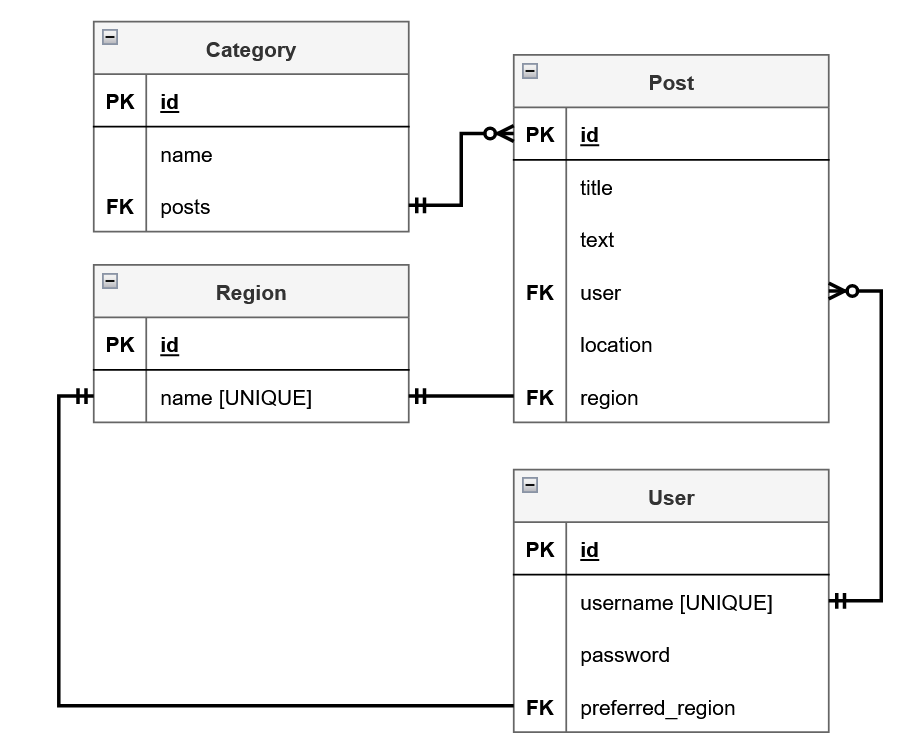 Category
PK id
name
FK posts
Region
PK id
name [UNIQUE]
Post
PK id
title
text
FK user
location
FK region
User
PK id
username [UNIQUE]
password
FK preferred_region